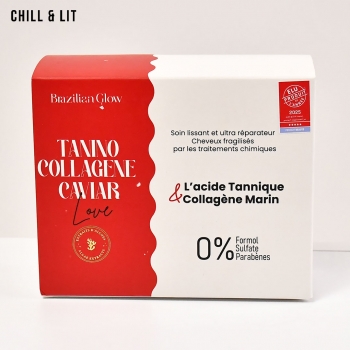 CHILL & LIT
Brazilian Glow
TANINO
COLLAGENE
CAVIAR
Love
ELU
PRODUIT
2025
Soin lissant et ultra réparateur
Cheveux fragilisés
par les traitements chimiques
L'acide Tannique
& Collagène Marin
0%
Formol
Sulfate
Parabènes